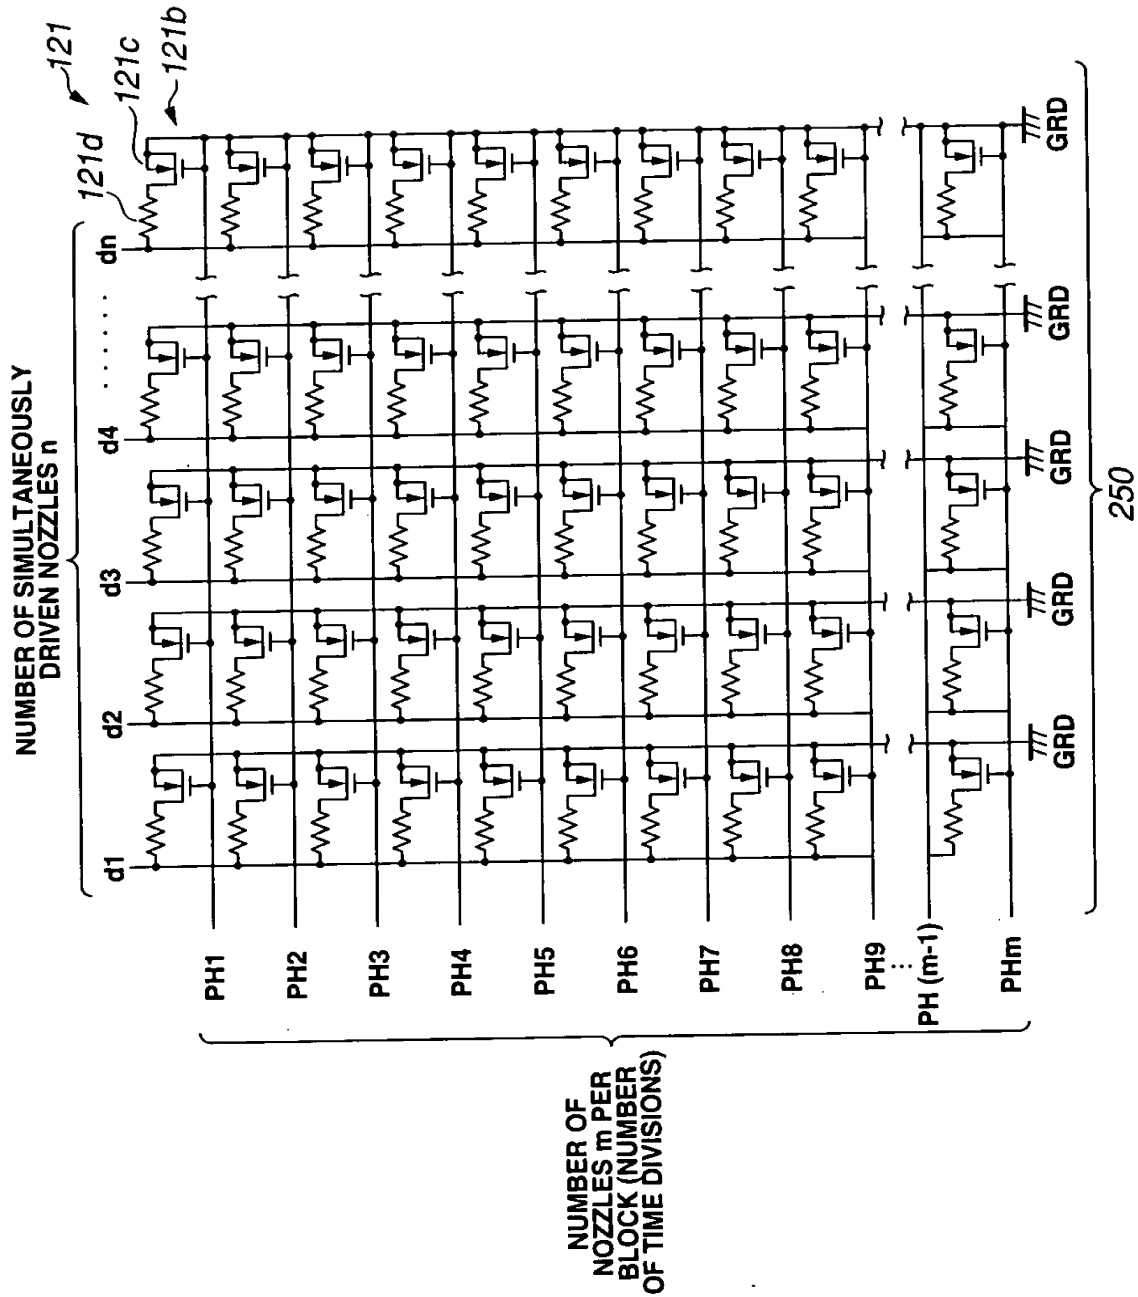 NUMBER OF SIMULTANEOUSLY
DRIVEN NOZZLES n
121
121d
121c
121b
d1
d2
d3
d4
......
dn
PH1
PH2
PH3
PH4
PH5
PH6
PH7
PH8
PH9
....
PH (m-1)
PHm
NUMBER OF
NOZZLES m PER
BLOCK (NUMBER
OF TIME DIVISIONS)
GRD
GRD
GRD
GRD
GRD
250